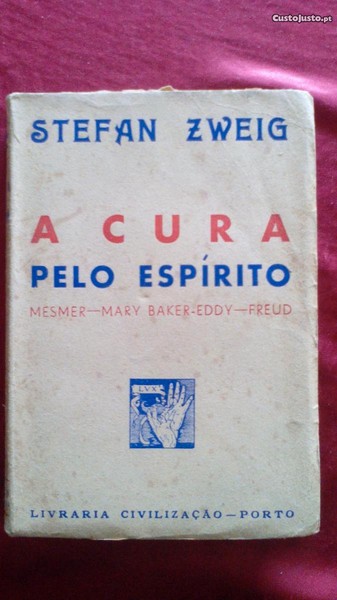 CustoJusto.pt
STEFAN ZWEIG
A CURA
PELO ESPÍRITO
MESMER—MARY BAKER-EDDY—FREUD
LVX
LIVRARIA CIVILIZAÇÃO—PORTO